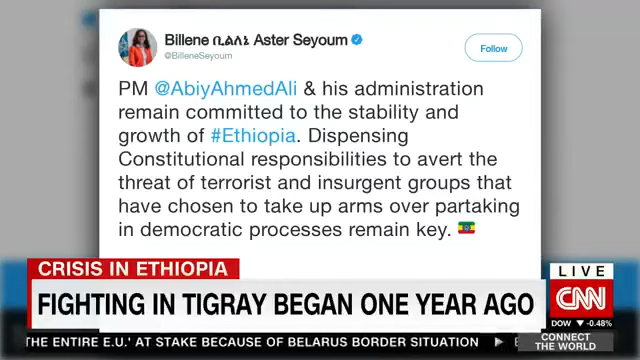 Billene ቢልለኔ Aster Seyoum
@BilleneSeyoum
Follow
PM @AbiyAhmedAli & his administration
remain committed to the stability and
growth of #Ethiopia. Dispensing
Constitutional responsibilities to avert the
threat of terrorist and insurgent groups that
have chosen to take up arms over partaking
in democratic processes remain key.
CRISIS IN ETHIOPIA
FIGHTING IN TIGRAY BEGAN ONE YEAR AGO
LIVE
CNN
DOW ▼ -0.48%
THE ENTIRE E.U.' AT STAKE BECAUSE OF BELARUS BORDER SITUATION
CONNECT
THE WORLD